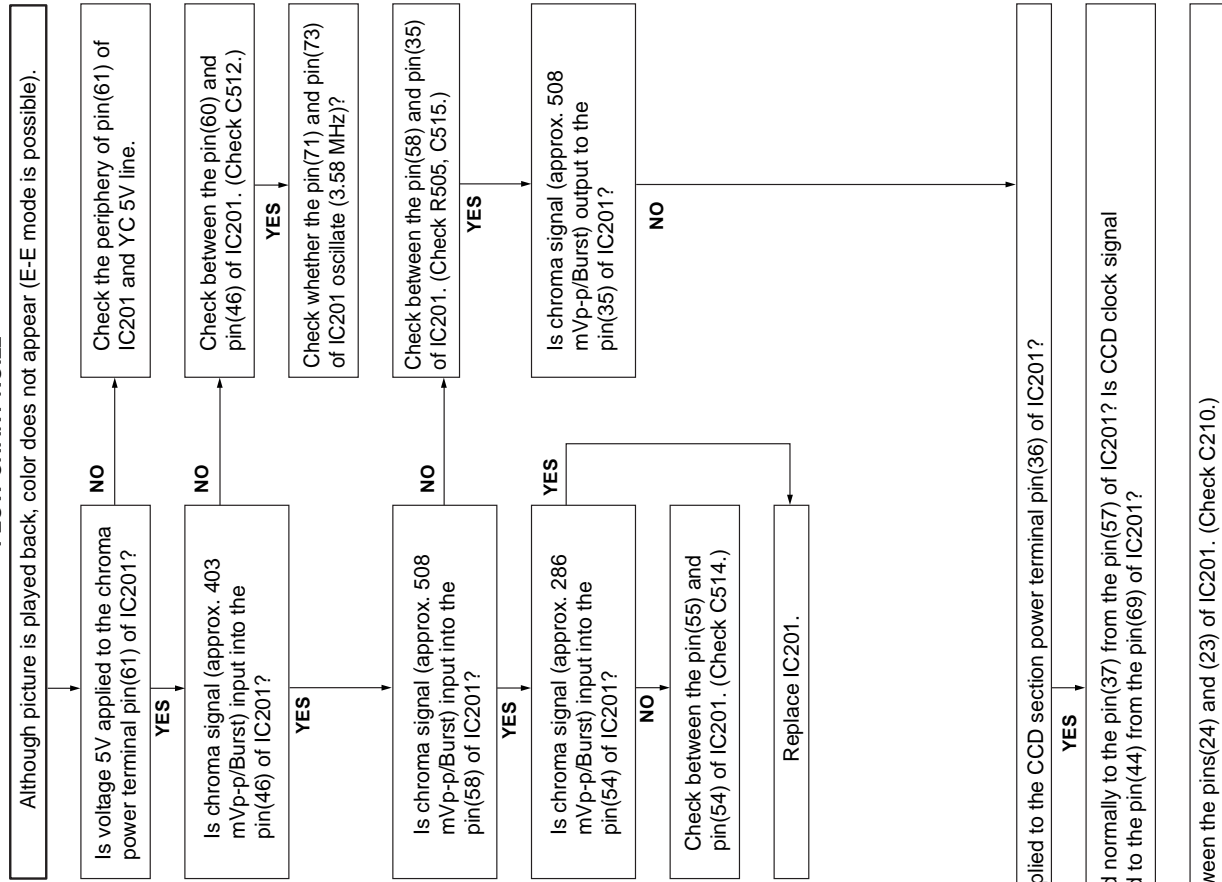 Although picture is played back, color does not appear (E-E mode is possible).
Is voltage 5V applied to the chroma
power terminal pin(61) of IC201?
NO
Check the periphery of pin(61) of
IC201 and YC 5V line.
YES
Is chroma signal (approx. 403
mVp-p/Burst) input into the
pin(46) of IC201?
NO
Check between the pin(60) and
pin(46) of IC201. (Check C512.)
YES
Check whether the pin(71) and pin(73)
of IC201 oscillate (3.58 MHz)?
YES
Is chroma signal (approx. 508
mVp-p/Burst) input into the
pin(58) of IC201?
NO
Check between the pin(58) and pin(35)
of IC201. (Check R505, C515.)
YES
Is chroma signal (approx. 508
mVp-p/Burst) output to the
pin(35) of IC201?
NO
YES
Is chroma signal (approx. 286
mVp-p/Burst) input into the
pin(54) of IC201?
YES
NO
Check between the pin(55) and
pin(54) of IC201. (Check C514.)
Replace IC201.
plied to the CCD section power terminal pin(36) of IC201?
YES
d normally to the pin(37) from the pin(57) of IC201? Is CCD clock signal
d to the pin(44) from the pin(69) of IC201?
ween the pins(24) and (23) of IC201. (Check C210.)